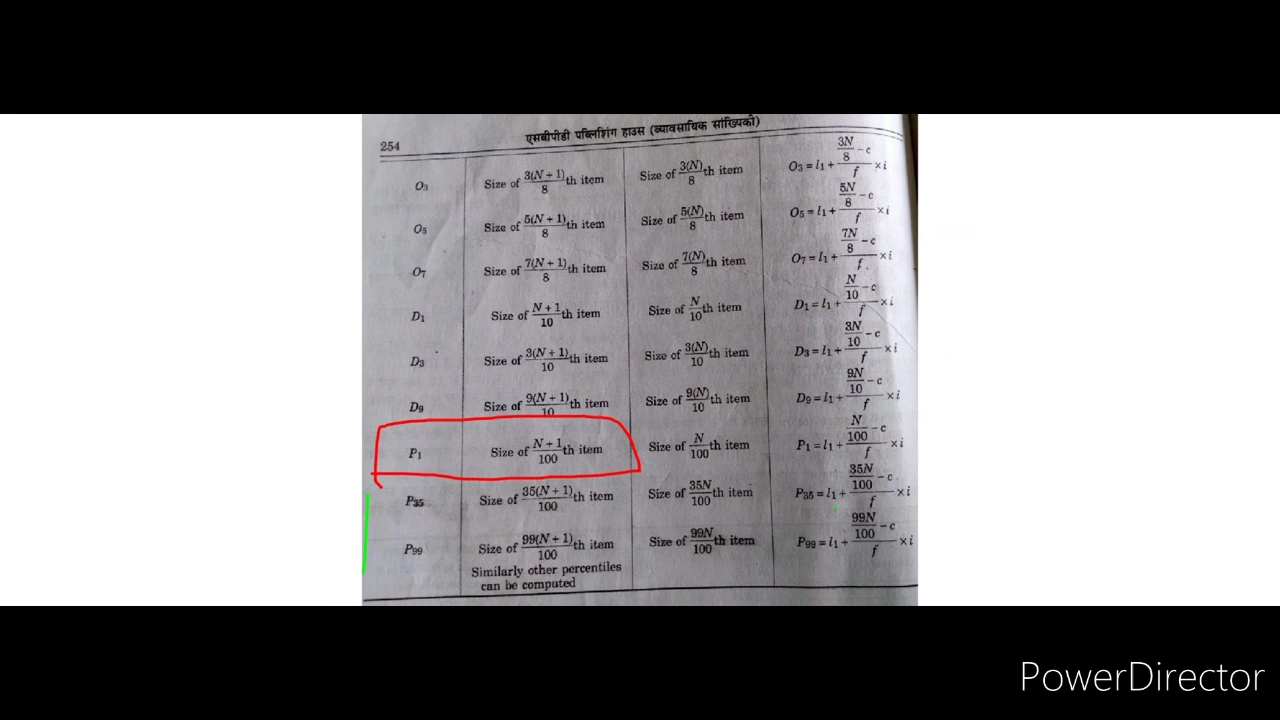 254 एसबीपीडी पब्लिशिंग हाउस (व्यावसायिक सांख्यिकी)
O₃ Size of 3(N + 1)/8 th item Size of 3(N)/8 th item O₃ = l₁ + (3N/8 − c)/f × i
O₅ Size of 5(N + 1)/8 th item Size of 5(N)/8 th item O₅ = l₁ + (5N/8 − c)/f × i
O₇ Size of 7(N + 1)/8 th item Size of 7(N)/8 th item O₇ = l₁ + (7N/8 − c)/f × i
D₁ Size of (N + 1)/10 th item Size of N/10 th item D₁ = l₁ + (N/10 − c)/f × i
D₃ Size of 3(N + 1)/10 th item Size of 3(N)/10 th item D₃ = l₁ + (3N/10 − c)/f × i
D₉ Size of 9(N + 1)/10 th item Size of 9(N)/10 th item D₉ = l₁ + (9N/10 − c)/f × i
P₁ Size of (N + 1)/100 th item Size of N/100 th item P₁ = l₁ + (N/100 − c)/f × i
P₃₅ Size of 35(N + 1)/100 th item Size of 35N/100 th item P₃₅ = l₁ + (35N/100 − c)/f × i
P₉₉ Size of 99(N + 1)/100 th item Size of 99N/100 th item P₉₉ = l₁ + (99N/100 − c)/f × i
Similarly other percentiles
can be computed
PowerDirector